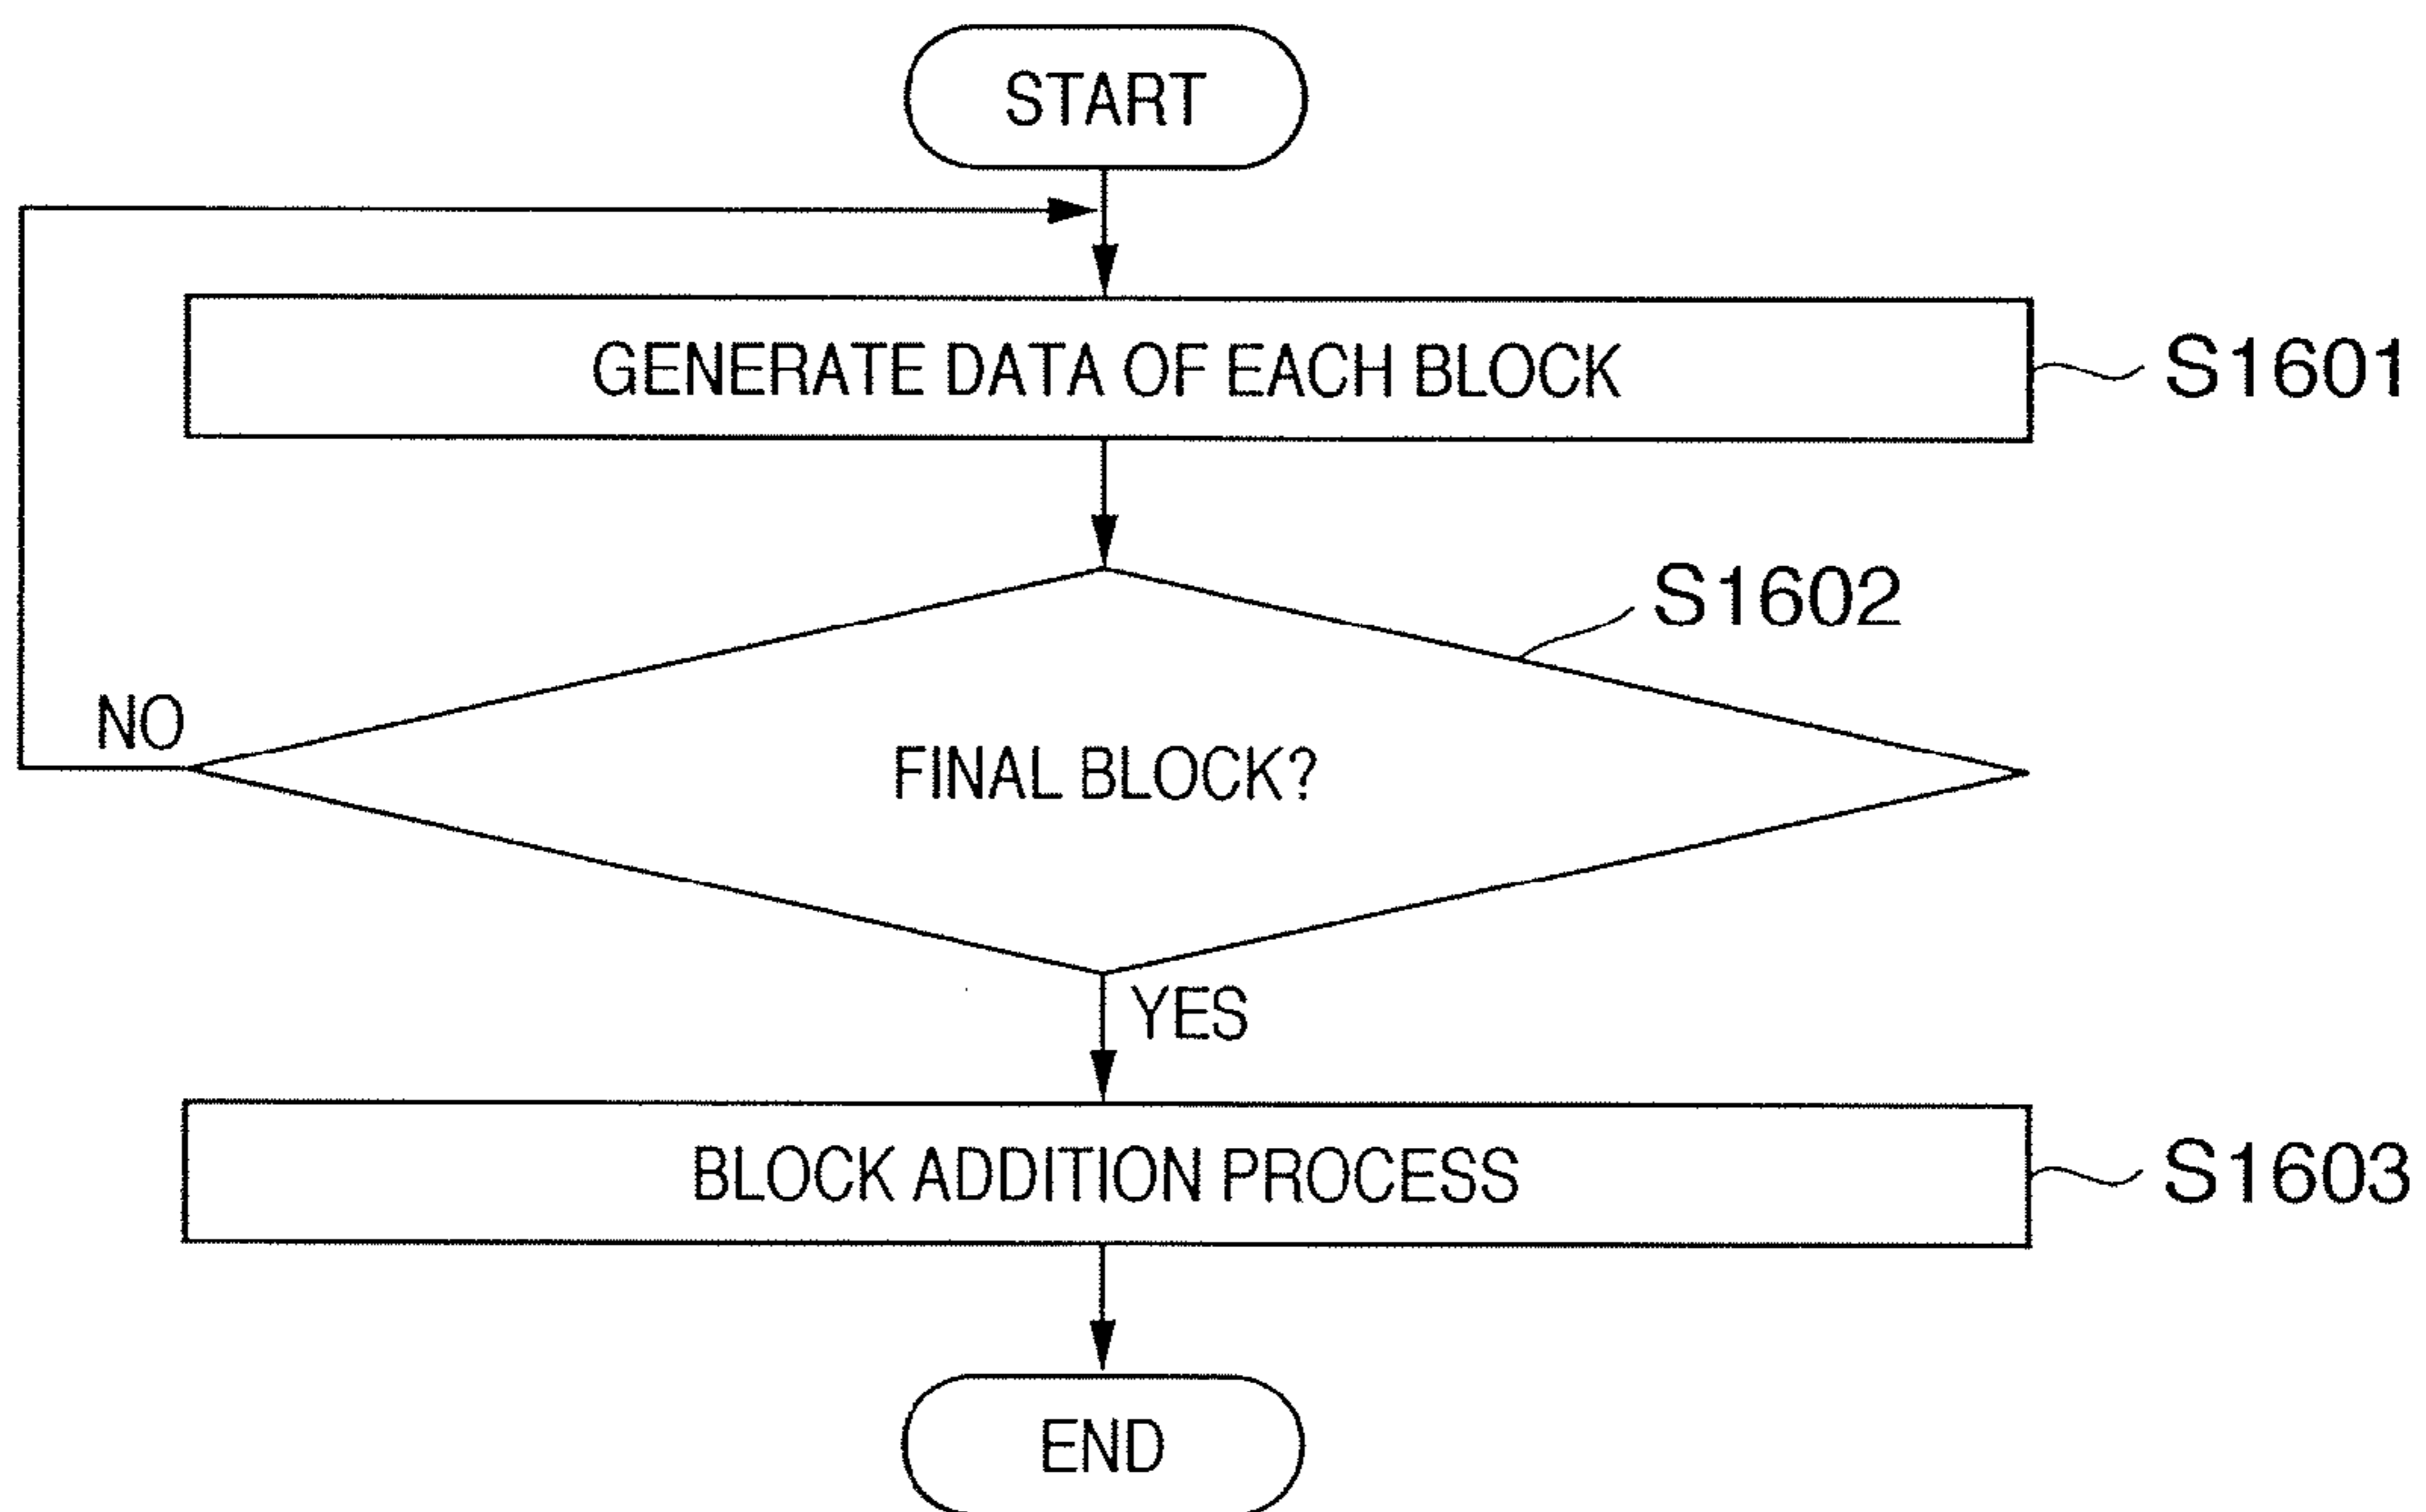 START
GENERATE DATA OF EACH BLOCK
S1601
S1602
NO
FINAL BLOCK?
YES
BLOCK ADDITION PROCESS
S1603
END